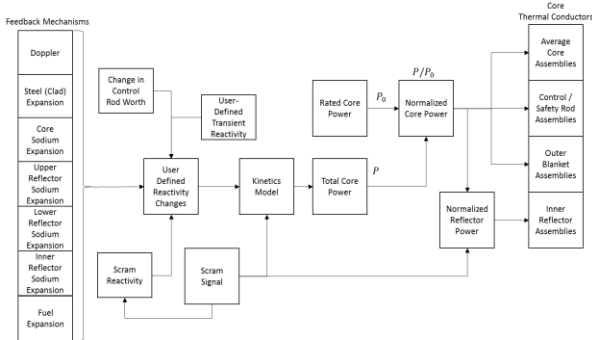 Feedback Mechanisms
Doppler
Steel (Clad)
Expansion
Core
Sodium
Expansion
Upper
Reflector
Sodium
Expansion
Lower
Reflector
Sodium
Expansion
Inner
Reflector
Sodium
Expansion
Fuel
Expansion
Change in
Control
Rod Worth
User-
Defined
Transient
Reactivity
User
Defined
Reactivity
Changes
Scram
Reactivity
Scram
Signal
Kinetics
Model
Total Core
Power
P
Rated Core
Power
P₀
Normalized
Core Power
P/P₀
Normalized
Reflector
Power
Core
Thermal Conductors
Average
Core
Assemblies
Control /
Safety Rod
Assemblies
Outer
Blanket
Assemblies
Inner
Reflector
Assemblies